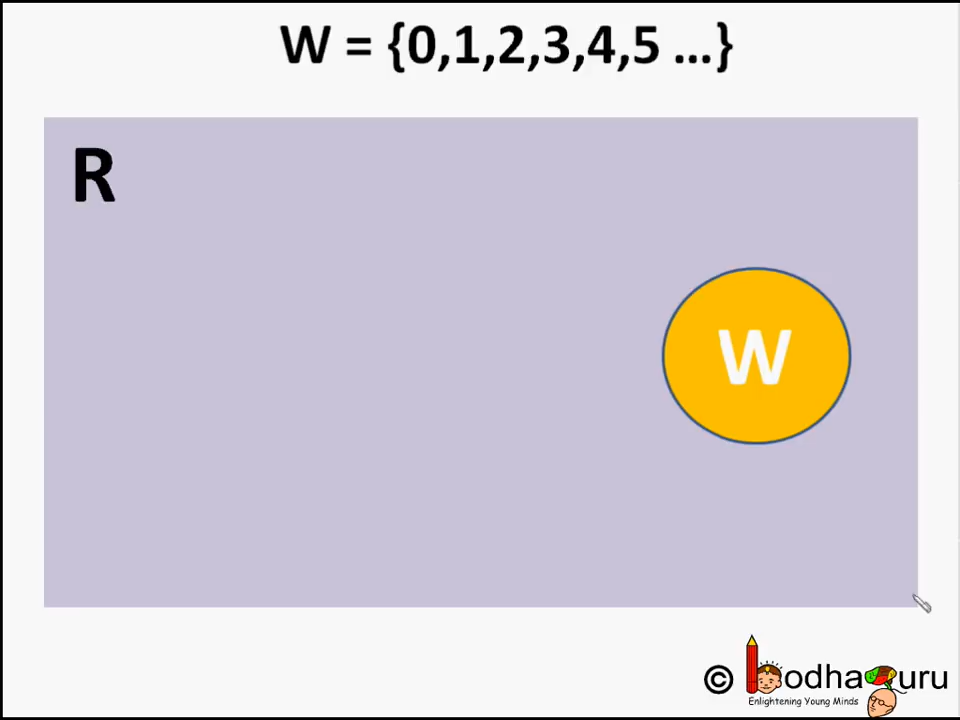 W = {0,1,2,3,4,5 ...}
R
W
© bodhaGuru
Enlightening Young Minds